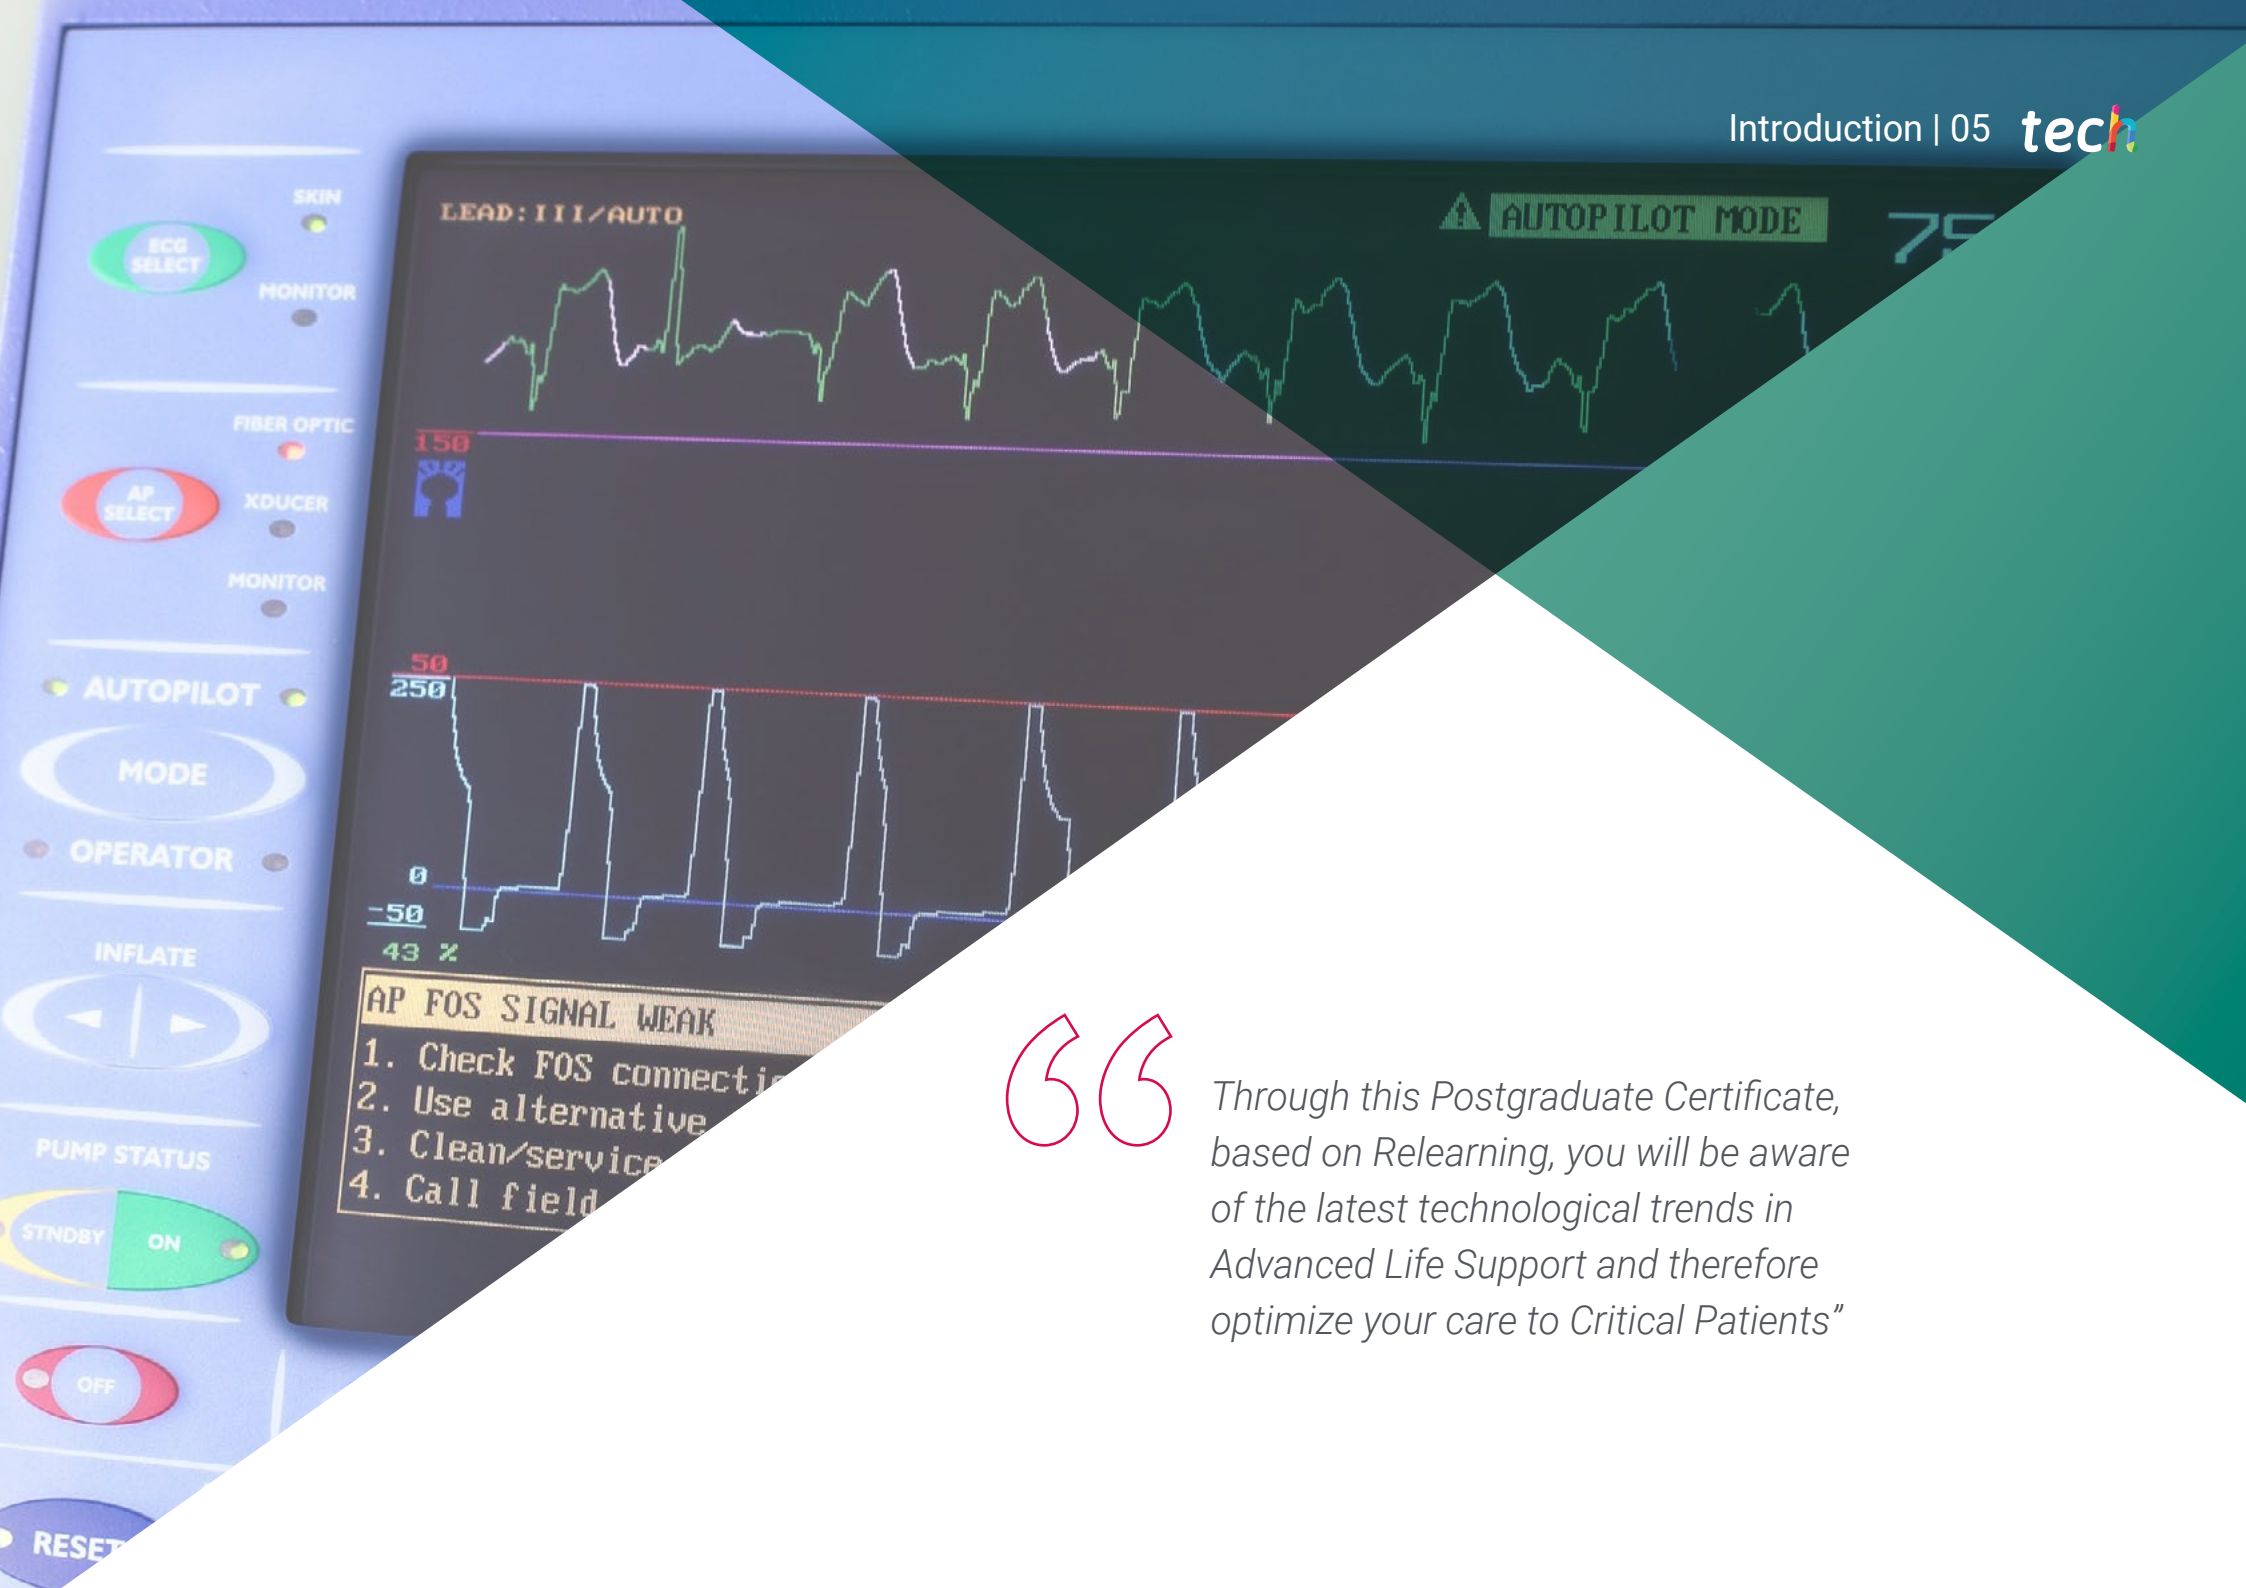 Introduction | 05 tech
SKIN
ECG
SELECT
MONITOR
FIBER OPTIC
AP
SELECT
XDUCER
MONITOR
AUTOPILOT
MODE
OPERATOR
INFLATE
PUMP STATUS
STNDBY ON
OFF
RESET
LEAD:III/AUTO
AUTOPILOT MODE
150
50
250
0
-50
43 %
AP FOS SIGNAL WEAK
1. Check FOS
2. Use alternative
3. Clean/service
4. Call field
Through this Postgraduate Certificate,
based on Relearning, you will be aware
of the latest technological trends in
Advanced Life Support and therefore
optimize your care to Critical Patients”